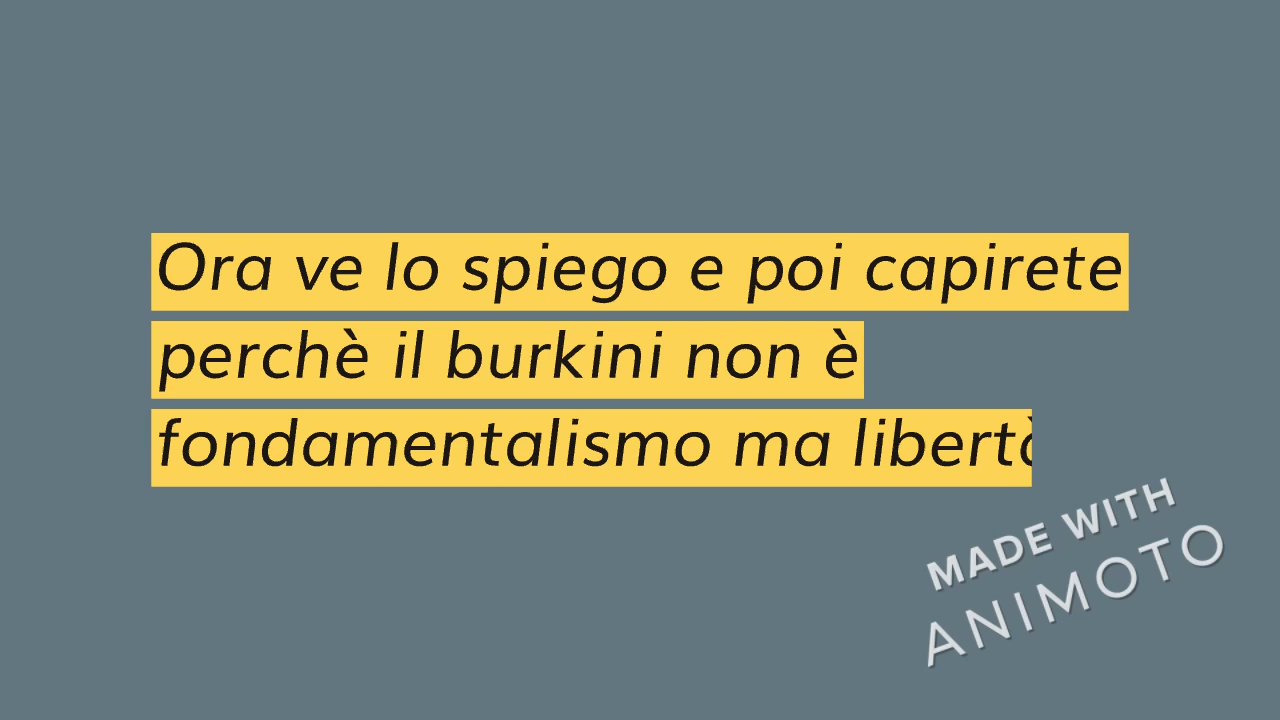 Ora ve lo spiego e poi capirete
perchè il burkini non è
fondamentalismo ma libertà
MADE WITH
ANIMOTO